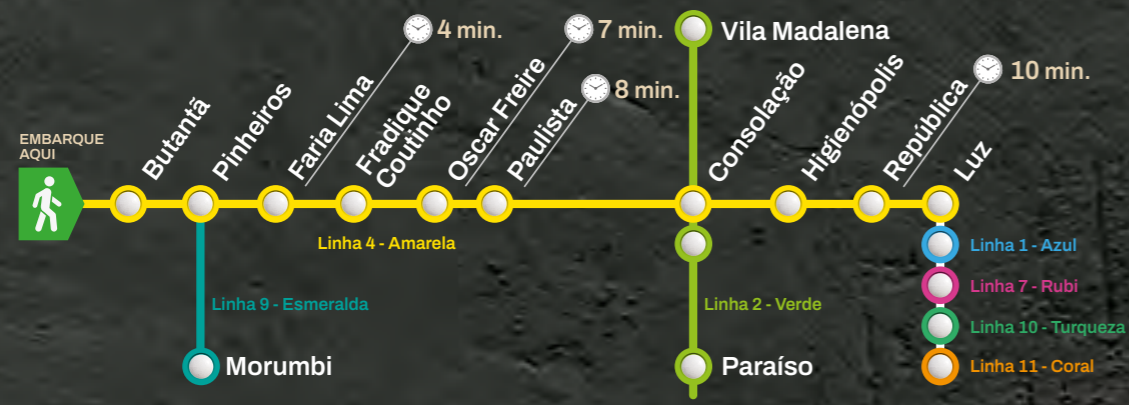 4 min.
7 min.
Vila Madalena
10 min.
8 min.
EMBARQUE
AQUI
Butantã
Pinheiros
Faria Lima
Fradique
Coutinho
Oscar Freire
Paulista
Consolação
Higienópolis
República
Luz
Linha 4 - Amarela
Linha 1 - Azul
Linha 7 - Rubi
Linha 9 - Esmeralda
Linha 2 - Verde
Linha 10 - Turqueza
Morumbi
Paraíso
Linha 11 - Coral